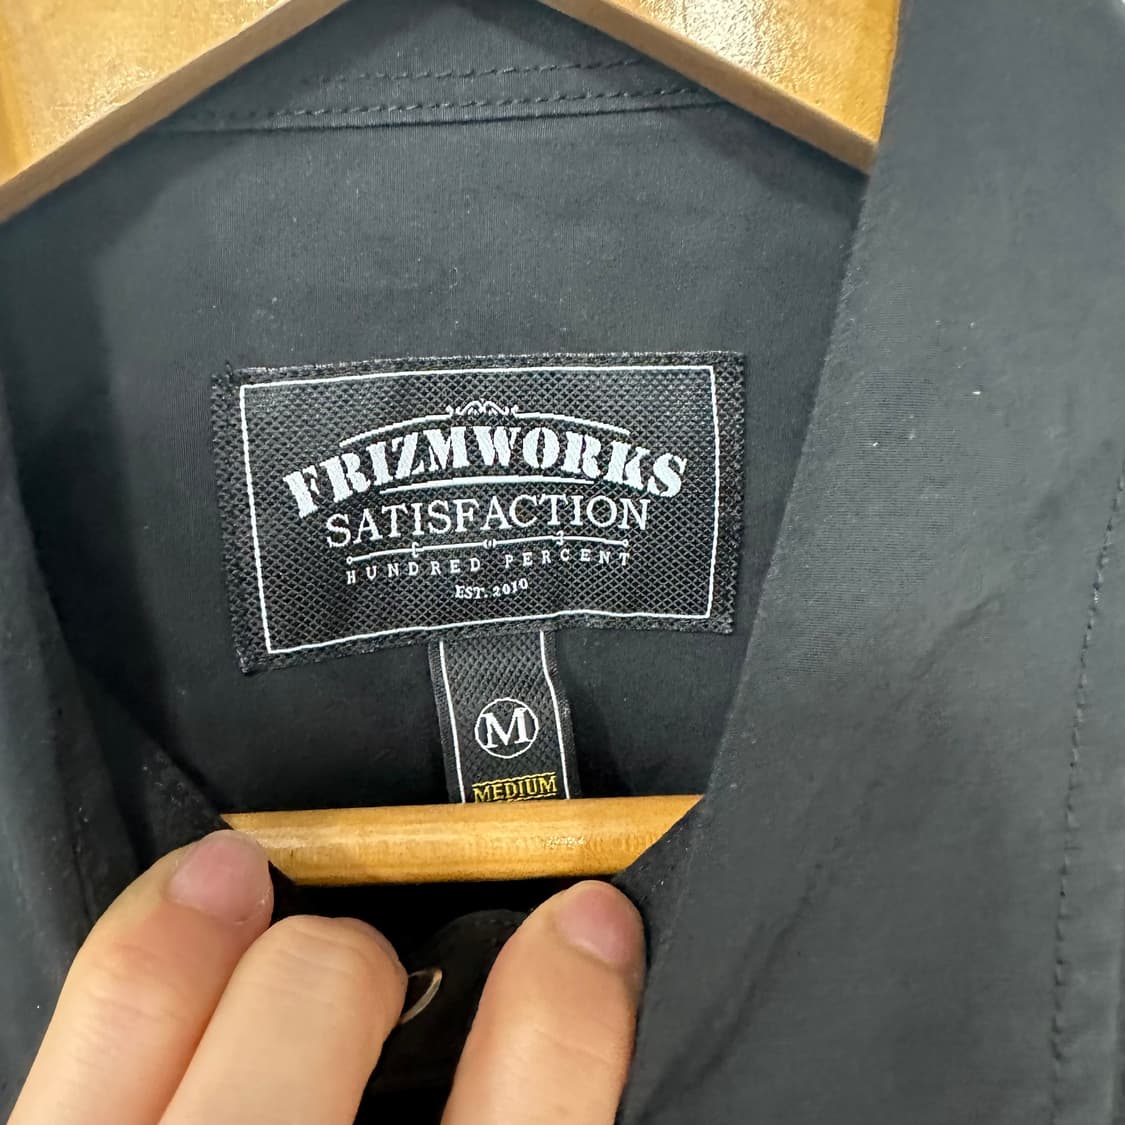 FRIZMWORKS
SATISFACTION
HUNDRED PERCENT
EST. 2010
M
MEDIUM